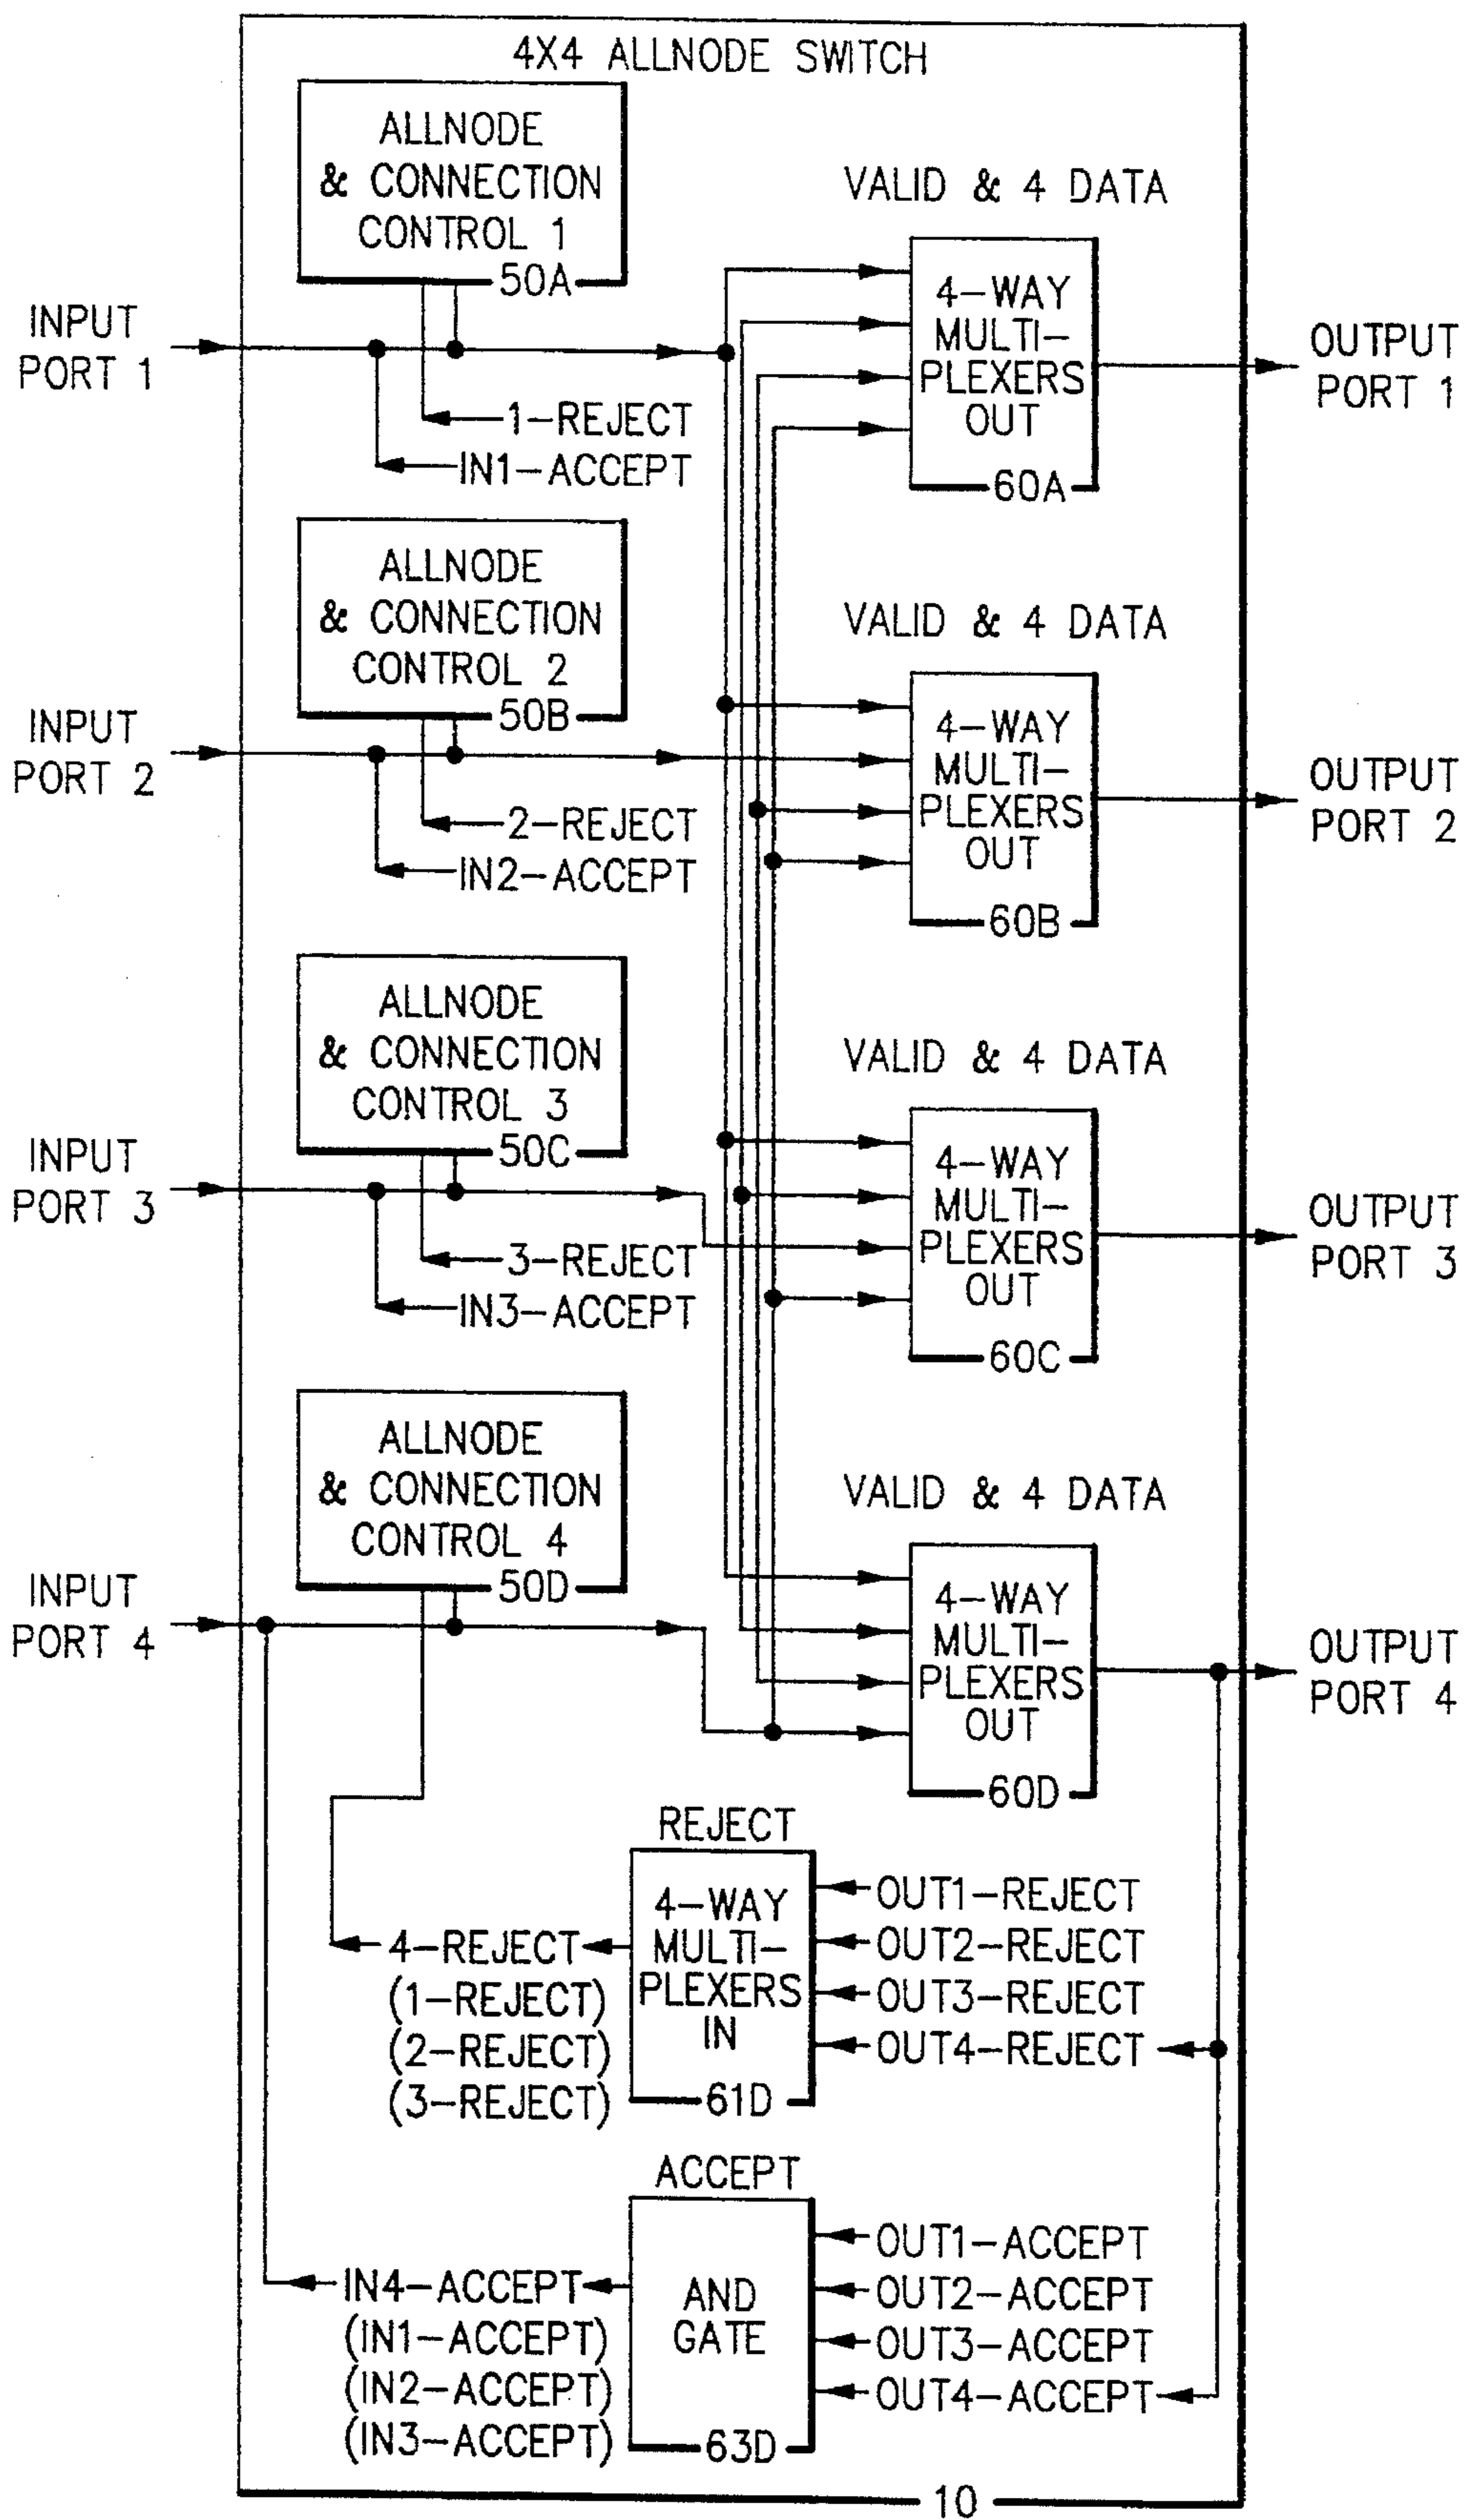 4X4 ALLNODE SWITCH
ALLNODE
& CONNECTION
CONTROL 1
50A
VALID & 4 DATA
INPUT
PORT 1
4-WAY
MULTI-
PLEXERS
OUT
60A
OUTPUT
PORT 1
1-REJECT
IN1-ACCEPT
ALLNODE
& CONNECTION
CONTROL 2
50B
VALID & 4 DATA
INPUT
PORT 2
4-WAY
MULTI-
PLEXERS
OUT
60B
OUTPUT
PORT 2
2-REJECT
IN2-ACCEPT
ALLNODE
& CONNECTION
CONTROL 3
50C
VALID & 4 DATA
INPUT
PORT 3
4-WAY
MULTI-
PLEXERS
OUT
60C
OUTPUT
PORT 3
3-REJECT
IN3-ACCEPT
ALLNODE
& CONNECTION
CONTROL 4
50D
VALID & 4 DATA
INPUT
PORT 4
4-WAY
MULTI-
PLEXERS
OUT
60D
OUTPUT
PORT 4
REJECT
4-WAY
MULTI-
PLEXERS
IN
61D
OUT1-REJECT
OUT2-REJECT
OUT3-REJECT
OUT4-REJECT
4-REJECT
(1-REJECT)
(2-REJECT)
(3-REJECT)
ACCEPT
AND
GATE
63D
OUT1-ACCEPT
OUT2-ACCEPT
OUT3-ACCEPT
OUT4-ACCEPT
IN4-ACCEPT
(IN1-ACCEPT)
(IN2-ACCEPT)
(IN3-ACCEPT)
10